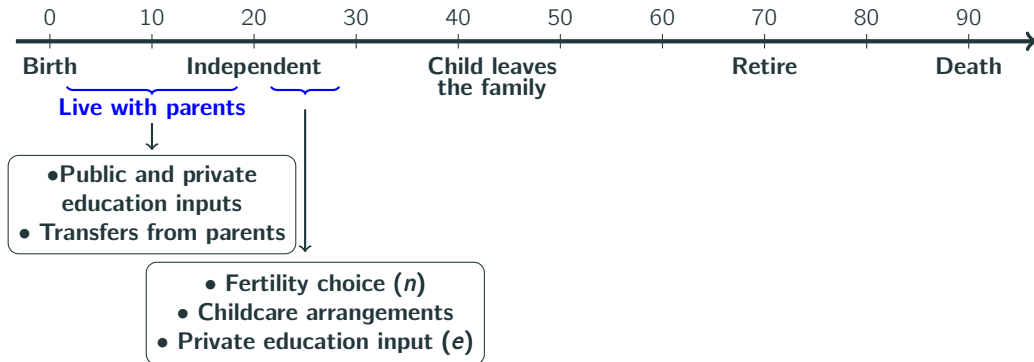 0 10 20 30 40 50 60 70 80 90
Birth Independent Child leaves the family Retire Death
Live with parents
•Public and private
education inputs
• Transfers from parents
• Fertility choice (n)
• Childcare arrangements
• Private education input (e)